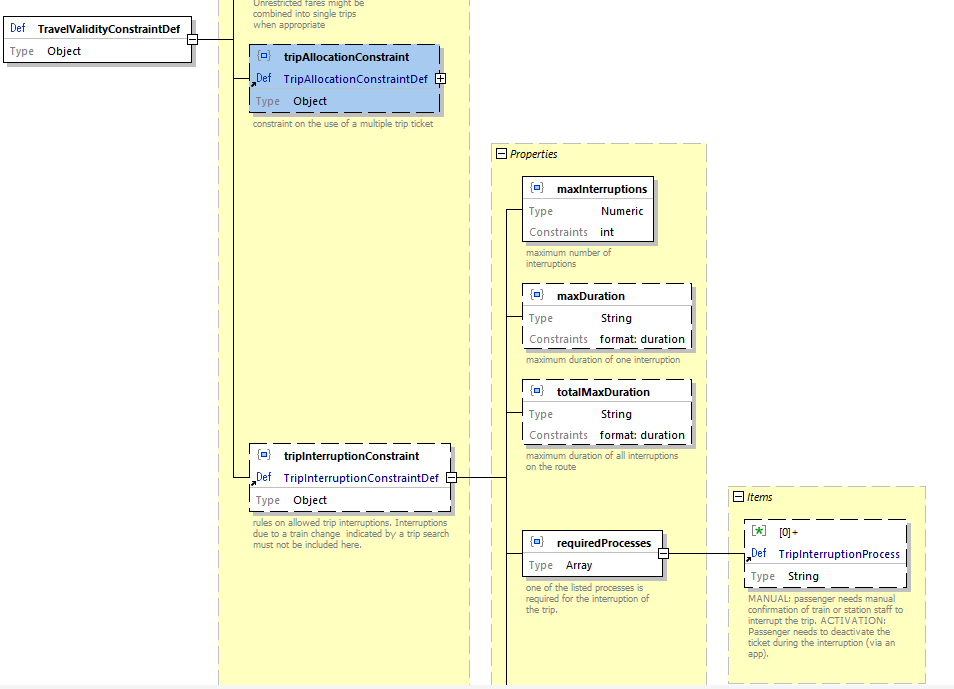 Unrestricted fares might be
combined into single trips
when appropriate
Def TravelValidityConstraintDef
Type Object
tripAllocationConstraint
Def TripAllocationConstraintDef
Type Object
constraint on the use of a multiple trip ticket
Properties
maxInterruptions
Type Numeric
Constraints int
maximum number of
interruptions
maxDuration
Type String
Constraints format: duration
maximum duration of one interruption
totalMaxDuration
Type String
Constraints format: duration
maximum duration of all interruptions
on the route
tripInterruptionConstraint
Def TripInterruptionConstraintDef
Type Object
rules on allowed trip interruptions. Interruptions
due to a train change indicated by a trip search
must not be included here.
requiredProcesses
Type Array
one of the listed processes is
required for the interruption of
the trip.
Items
[0]+
Def TripInterruptionProcess
Type String
MANUAL: passenger needs manual
confirmation of train or station staff to
interrupt the trip. ACTIVATION:
Passenger needs to deactivate the
ticket during the interruption (via an
app).